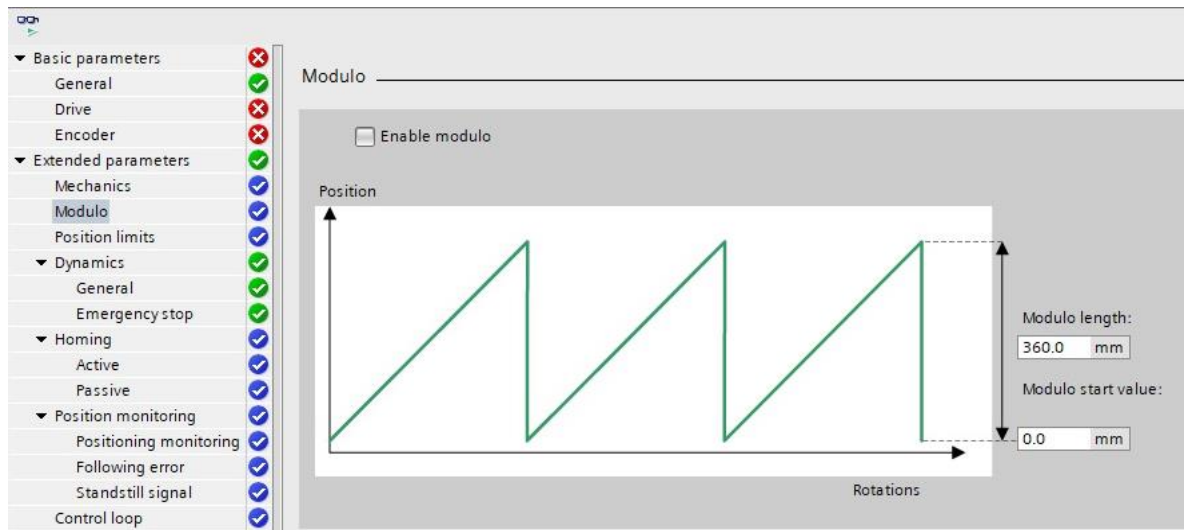 Basic parameters
General
Drive
Encoder
Extended parameters
Mechanics
Modulo
Position limits
Dynamics
General
Emergency stop
Homing
Active
Passive
Position monitoring
Positioning monitoring
Following error
Standstill signal
Control loop
Modulo
Enable modulo
Position
Modulo length:
360.0 mm
Modulo start value:
0.0 mm
Rotations